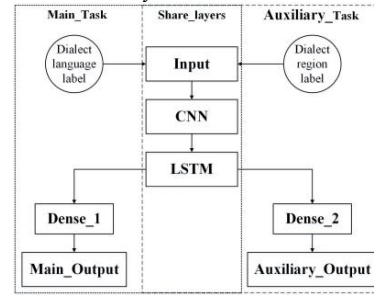 Main_Task Share_layers Auxiliary_Task
Dialect
language
label
Input
Dialect
region
label
CNN
LSTM
Dense_1 Dense_2
Main_Output Auxiliary_Output